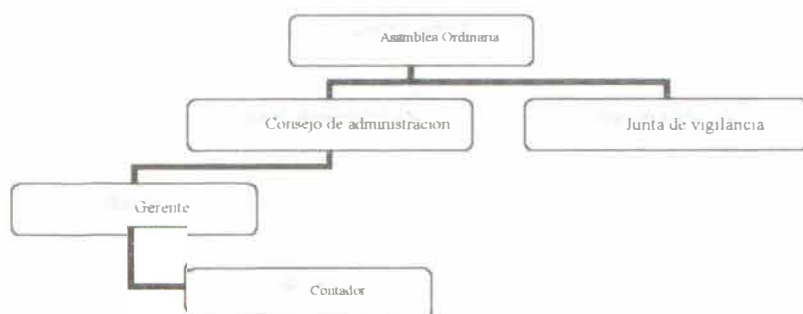 Asamblea Ordinaria
Consejo de administracion
Junta de vigilancia
Gerente
Contador